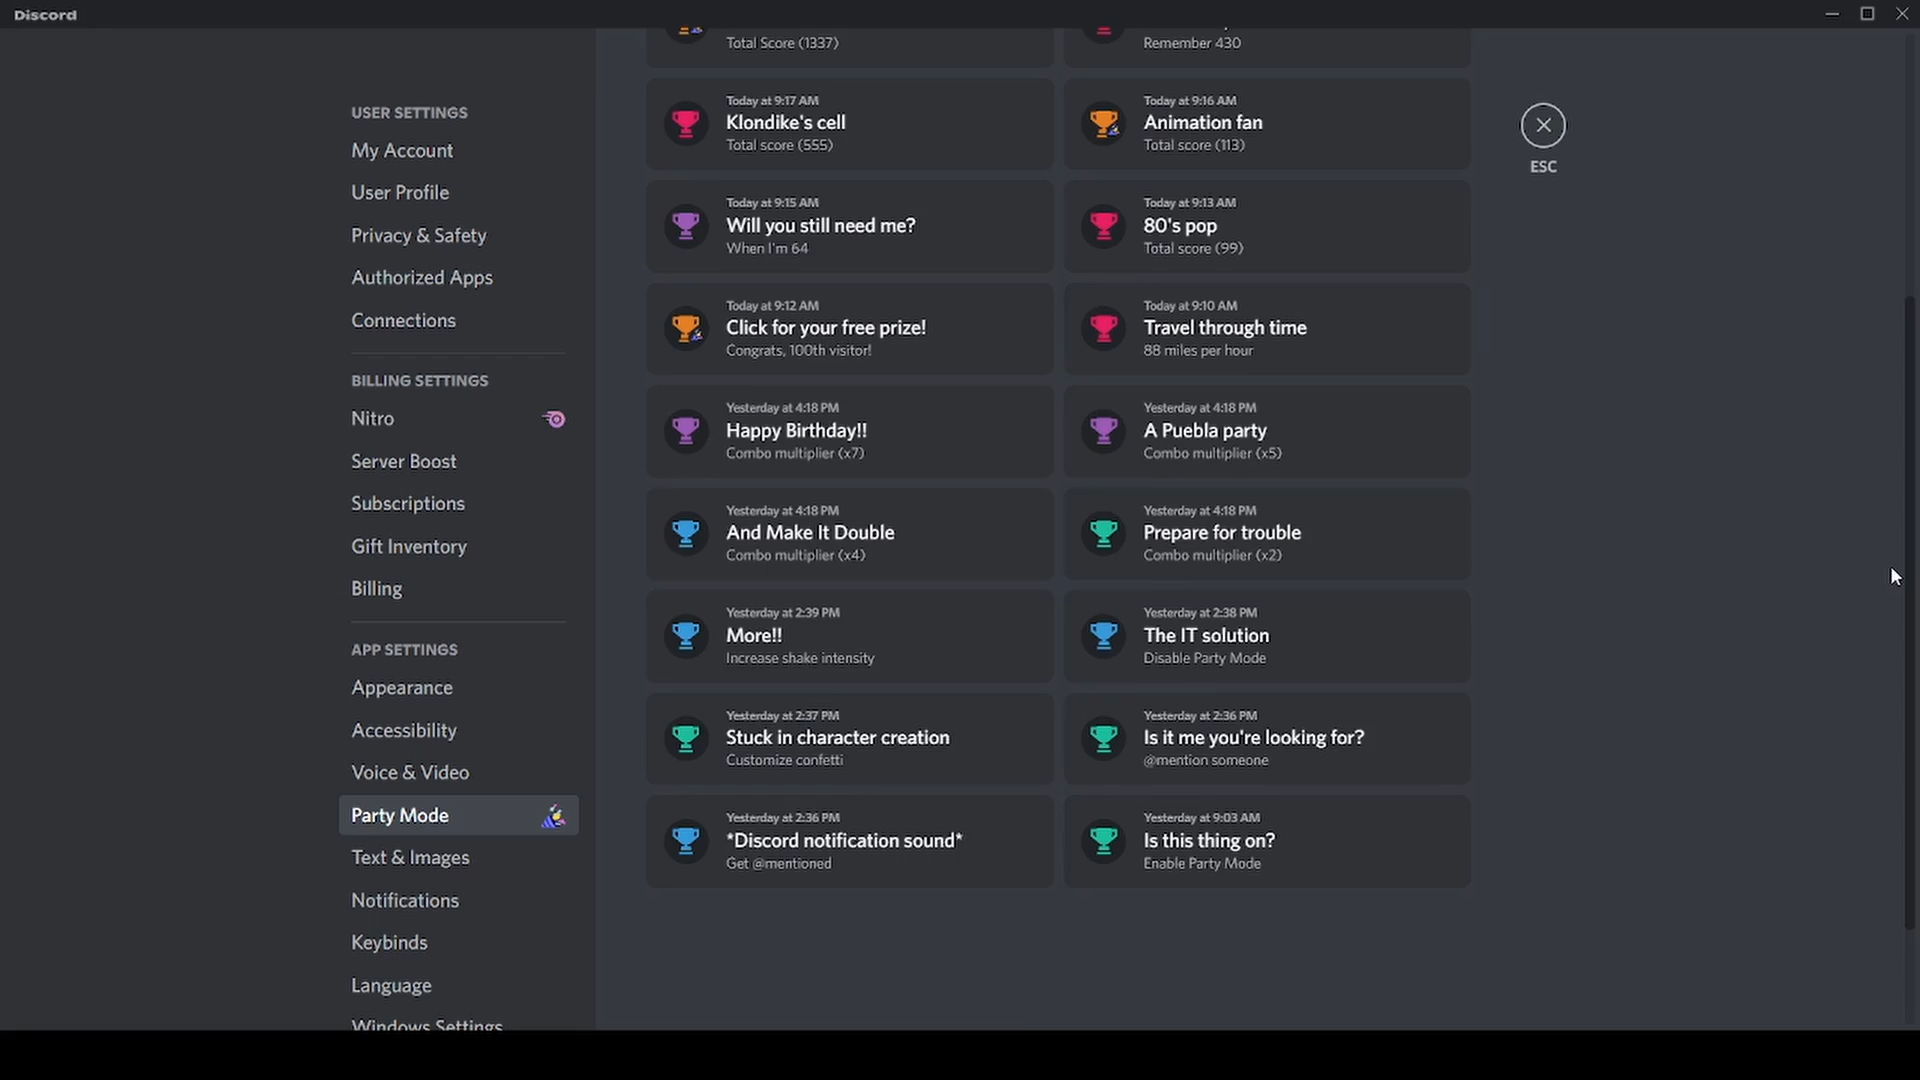 Discord
USER SETTINGS
My Account
User Profile
Privacy & Safety
Authorized Apps
Connections
BILLING SETTINGS
Nitro
Server Boost
Subscriptions
Gift Inventory
Billing
APP SETTINGS
Appearance
Accessibility
Voice & Video
Party Mode
Text & Images
Notifications
Keybinds
Language
Windows Settings
Total Score (1337)
Remember 430
Today at 9:17 AM
Klondike's cell
Total score (555)
Today at 9:16 AM
Animation fan
Total score (113)
Today at 9:15 AM
Will you still need me?
When I'm 64
Today at 9:13 AM
80's pop
Total score (99)
Today at 9:12 AM
Click for your free prize!
Congrats, 100th visitor!
Today at 9:10 AM
Travel through time
88 miles per hour
Yesterday at 4:18 PM
Happy Birthday!!
Combo multiplier (x7)
Yesterday at 4:18 PM
A Puebla party
Combo multiplier (x5)
Yesterday at 4:18 PM
And Make It Double
Combo multiplier (x4)
Yesterday at 4:18 PM
Prepare for trouble
Combo multiplier (x2)
Yesterday at 2:39 PM
More!!
Increase shake intensity
Yesterday at 2:38 PM
The IT solution
Disable Party Mode
Yesterday at 2:37 PM
Stuck in character creation
Customize confetti
Yesterday at 2:36 PM
Is it me you're looking for?
@mention someone
Yesterday at 2:36 PM
*Discord notification sound*
Get @mentioned
Yesterday at 9:03 AM
Is this thing on?
Enable Party Mode
ESC